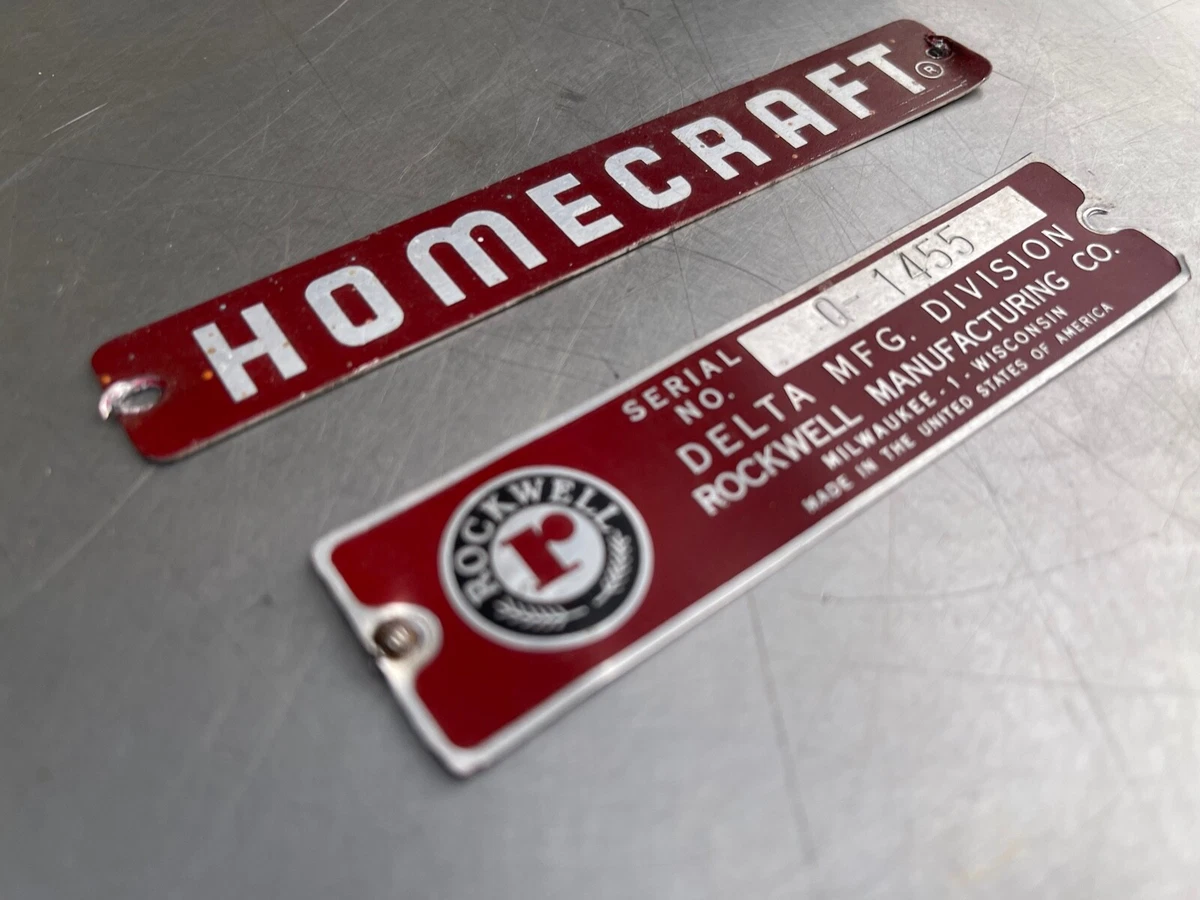 HOMECRAFT®
SERIAL NO. Q- 1455
DELTA MFG. DIVISION
ROCKWELL MANUFACTURING CO.
MILWAUKEE · 1 · WISCONSIN
MADE IN THE UNITED STATES OF AMERICA
ROCKWELL
r